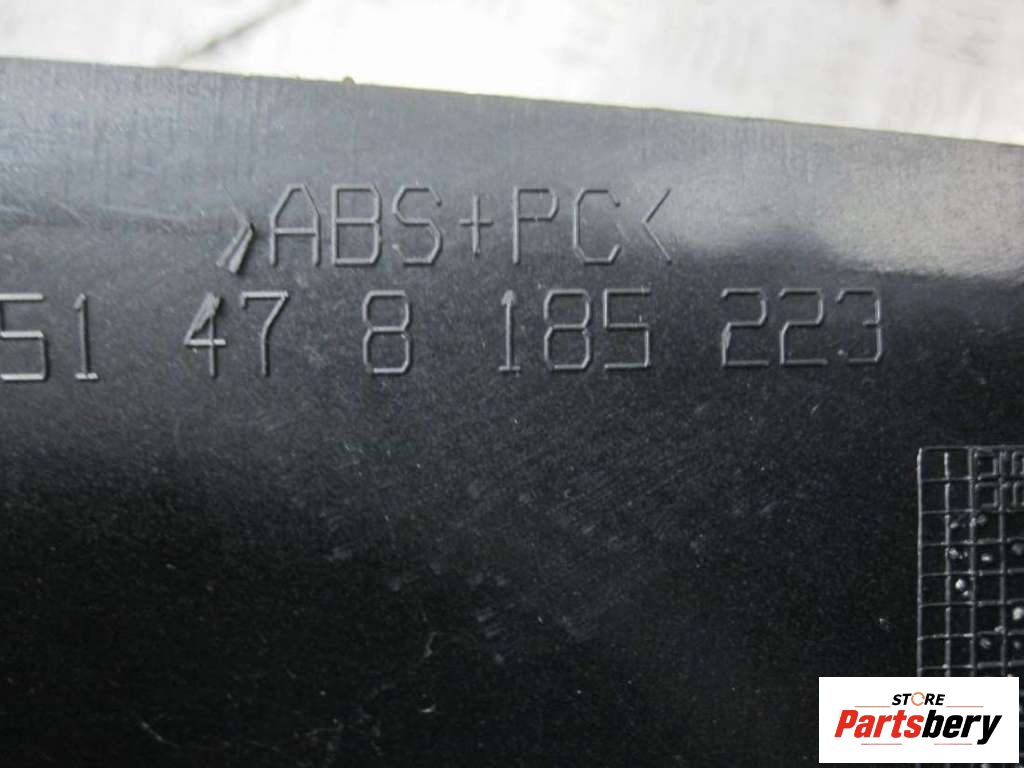 >ABS+PC<
51 47 8 185 223
STORE
Partsbery